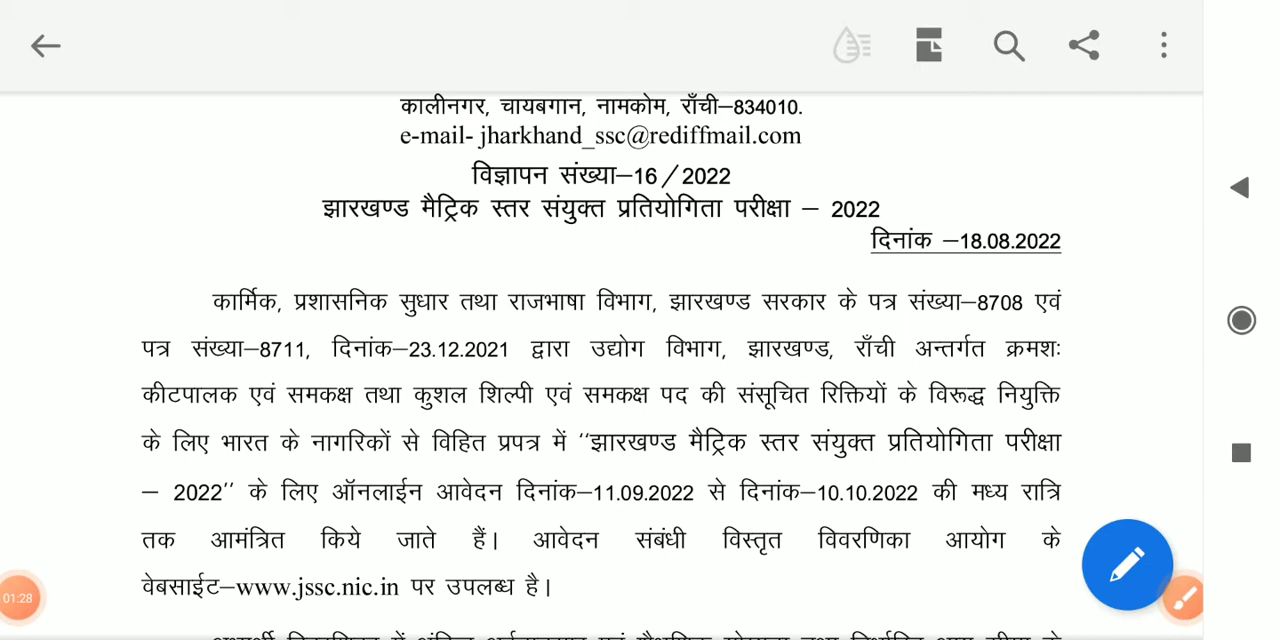 कालीनगर, चायबगान, नामकोम, राँची–834010.
e-mail- jharkhand_ssc@rediffmail.com
विज्ञापन संख्या–16/2022
झारखण्ड मैट्रिक स्तर संयुक्त प्रतियोगिता परीक्षा – 2022
दिनांक –18.08.2022
कार्मिक, प्रशासनिक सुधार तथा राजभाषा विभाग, झारखण्ड सरकार के पत्र संख्या–8708 एवं
पत्र संख्या–8711, दिनांक–23.12.2021 द्वारा उद्योग विभाग, झारखण्ड, राँची अन्तर्गत क्रमशः
कीटपालक एवं समकक्ष तथा कुशल शिल्पी एवं समकक्ष पद की संसूचित रिक्तियों के विरूद्ध नियुक्ति
के लिए भारत के नागरिकों से विहित प्रपत्र में ‘‘झारखण्ड मैट्रिक स्तर संयुक्त प्रतियोगिता परीक्षा
– 2022’’ के लिए ऑनलाईन आवेदन दिनांक–11.09.2022 से दिनांक–10.10.2022 की मध्य रात्रि
तक आमंत्रित किये जाते हैं। आवेदन संबंधी विस्तृत विवरणिका आयोग के
वेबसाईट–www.jssc.nic.in पर उपलब्ध है।
01:28